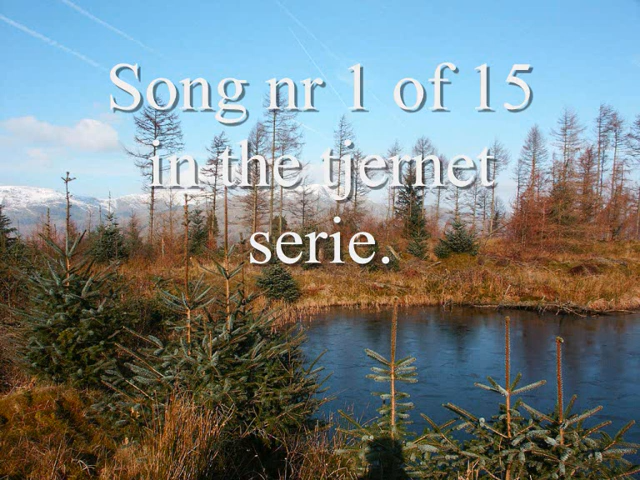 Song nr 1 of 15
in the tjernet
serie.